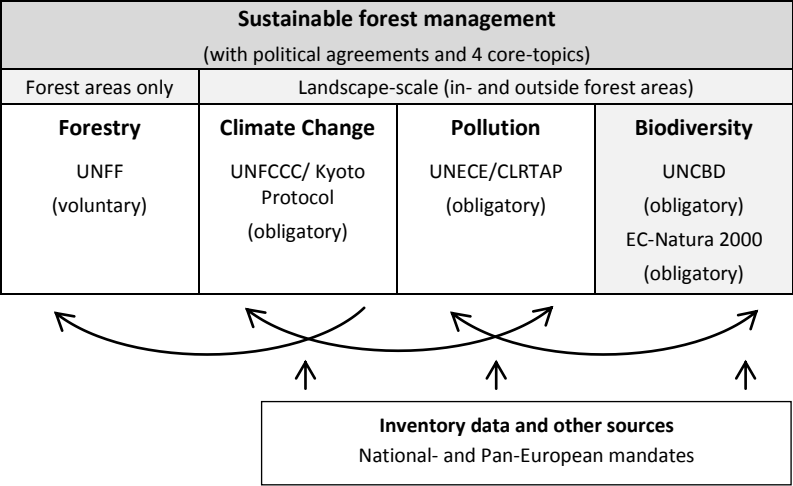 Sustainable forest management
(with political agreements and 4 core-topics)
Forest areas only
Landscape-scale (in- and outside forest areas)
Forestry
UNFF
(voluntary)
Climate Change
UNFCCC/ Kyoto
Protocol
(obligatory)
Pollution
UNECE/CLRTAP
(obligatory)
Biodiversity
UNCBD
(obligatory)
EC-Natura 2000
(obligatory)
Inventory data and other sources
National- and Pan-European mandates